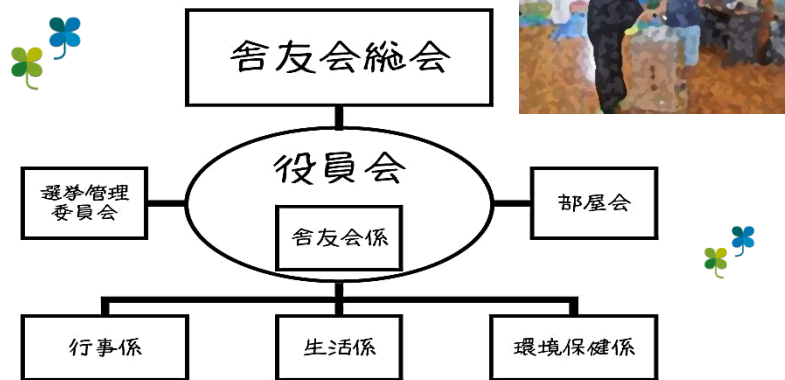 舎友会総会
役員会
選挙管理
委員会
舎友会係
部屋会
行事係
生活係
環境保健係